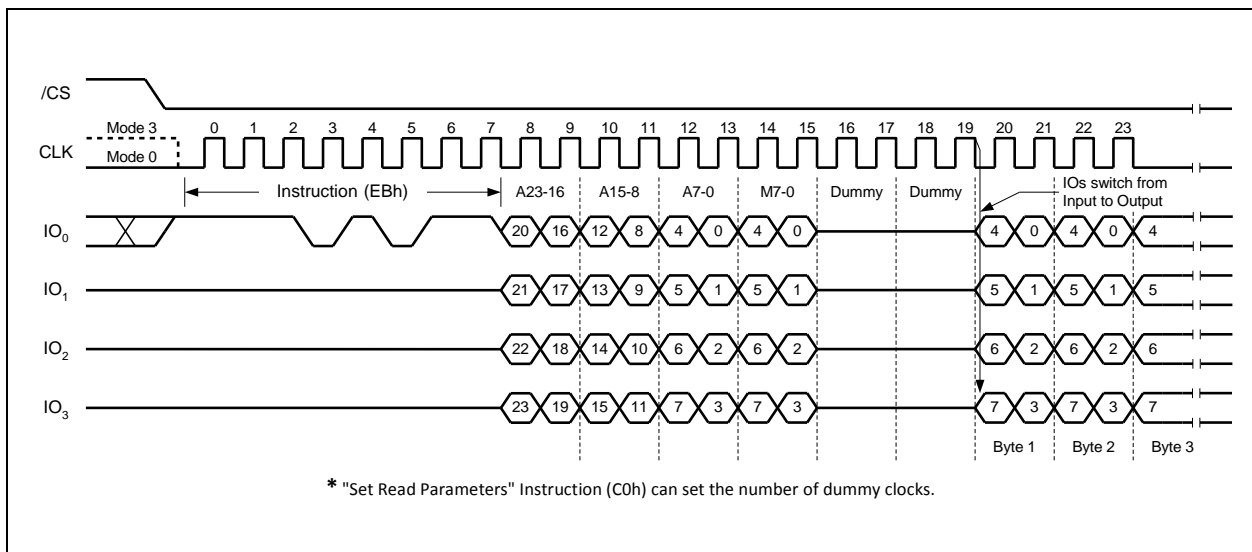 /CS
Mode 3 0 1 2 3 4 5 6 7 8 9 10 11 12 13 14 15 16 17 18 19 20 21 22 23
CLK Mode 0
Instruction (EBh) A23-16 A15-8 A7-0 M7-0 Dummy Dummy IOs switch from
Input to Output
IO0 20 16 12 8 4 0 4 0 4 0 4 0 4
IO1 21 17 13 9 5 1 5 1 5 1 5 1 5
IO2 22 18 14 10 6 2 6 2 6 2 6 2 6
IO3 23 19 15 11 7 3 7 3 7 3 7 3 7
Byte 1 Byte 2 Byte 3
* "Set Read Parameters" Instruction (C0h) can set the number of dummy clocks.